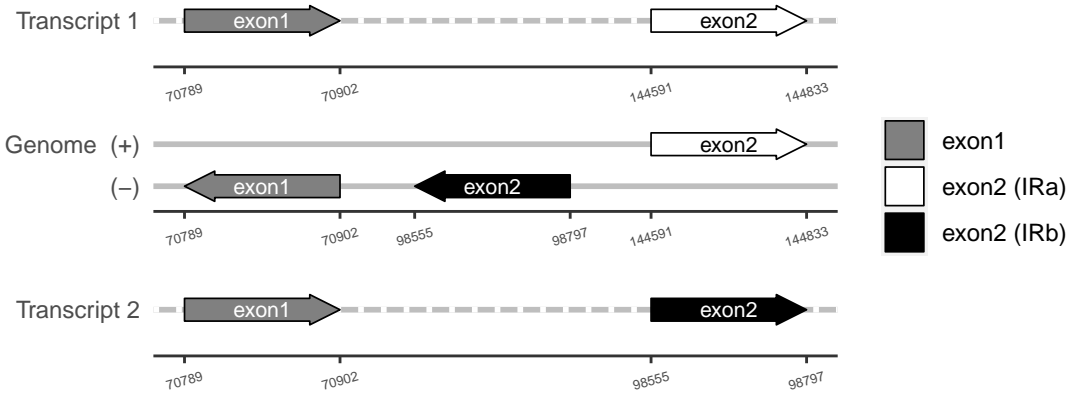 Transcript 1 exon1 exon2
70789 70902 144591 144833
Genome (+) exon2
(−) exon1 exon2
70789 70902 98555 98797 144591 144833
Transcript 2 exon1 exon2
70789 70902 98555 98797
exon1
exon2 (IRa)
exon2 (IRb)